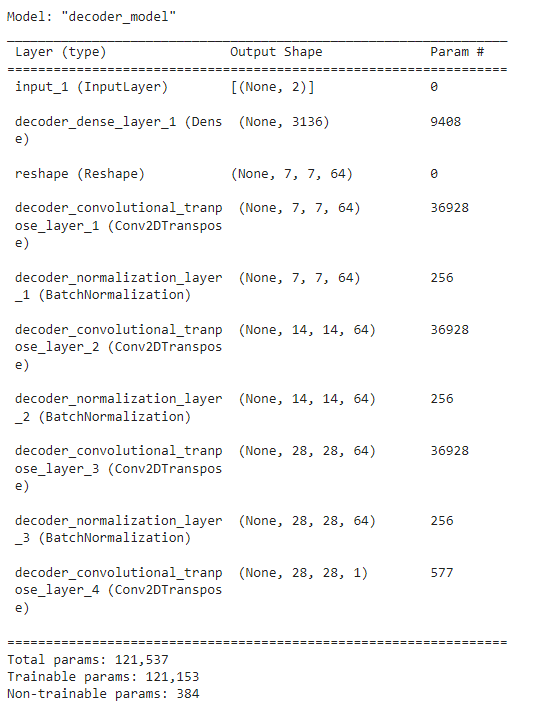 Model: "decoder_model"
_________________________________________________________________
Layer (type) Output Shape Param #
=================================================================
input_1 (InputLayer) [(None, 2)] 0
decoder_dense_layer_1 (Dens (None, 3136) 9408
e)
reshape (Reshape) (None, 7, 7, 64) 0
decoder_convolutional_tranp (None, 7, 7, 64) 36928
ose_layer_1 (Conv2DTranspos
e)
decoder_normalization_layer (None, 7, 7, 64) 256
_1 (BatchNormalization)
decoder_convolutional_tranp (None, 14, 14, 64) 36928
ose_layer_2 (Conv2DTranspos
e)
decoder_normalization_layer (None, 14, 14, 64) 256
_2 (BatchNormalization)
decoder_convolutional_tranp (None, 28, 28, 64) 36928
ose_layer_3 (Conv2DTranspos
e)
decoder_normalization_layer (None, 28, 28, 64) 256
_3 (BatchNormalization)
decoder_convolutional_tranp (None, 28, 28, 1) 577
ose_layer_4 (Conv2DTranspos
e)
=================================================================
Total params: 121,537
Trainable params: 121,153
Non-trainable params: 384